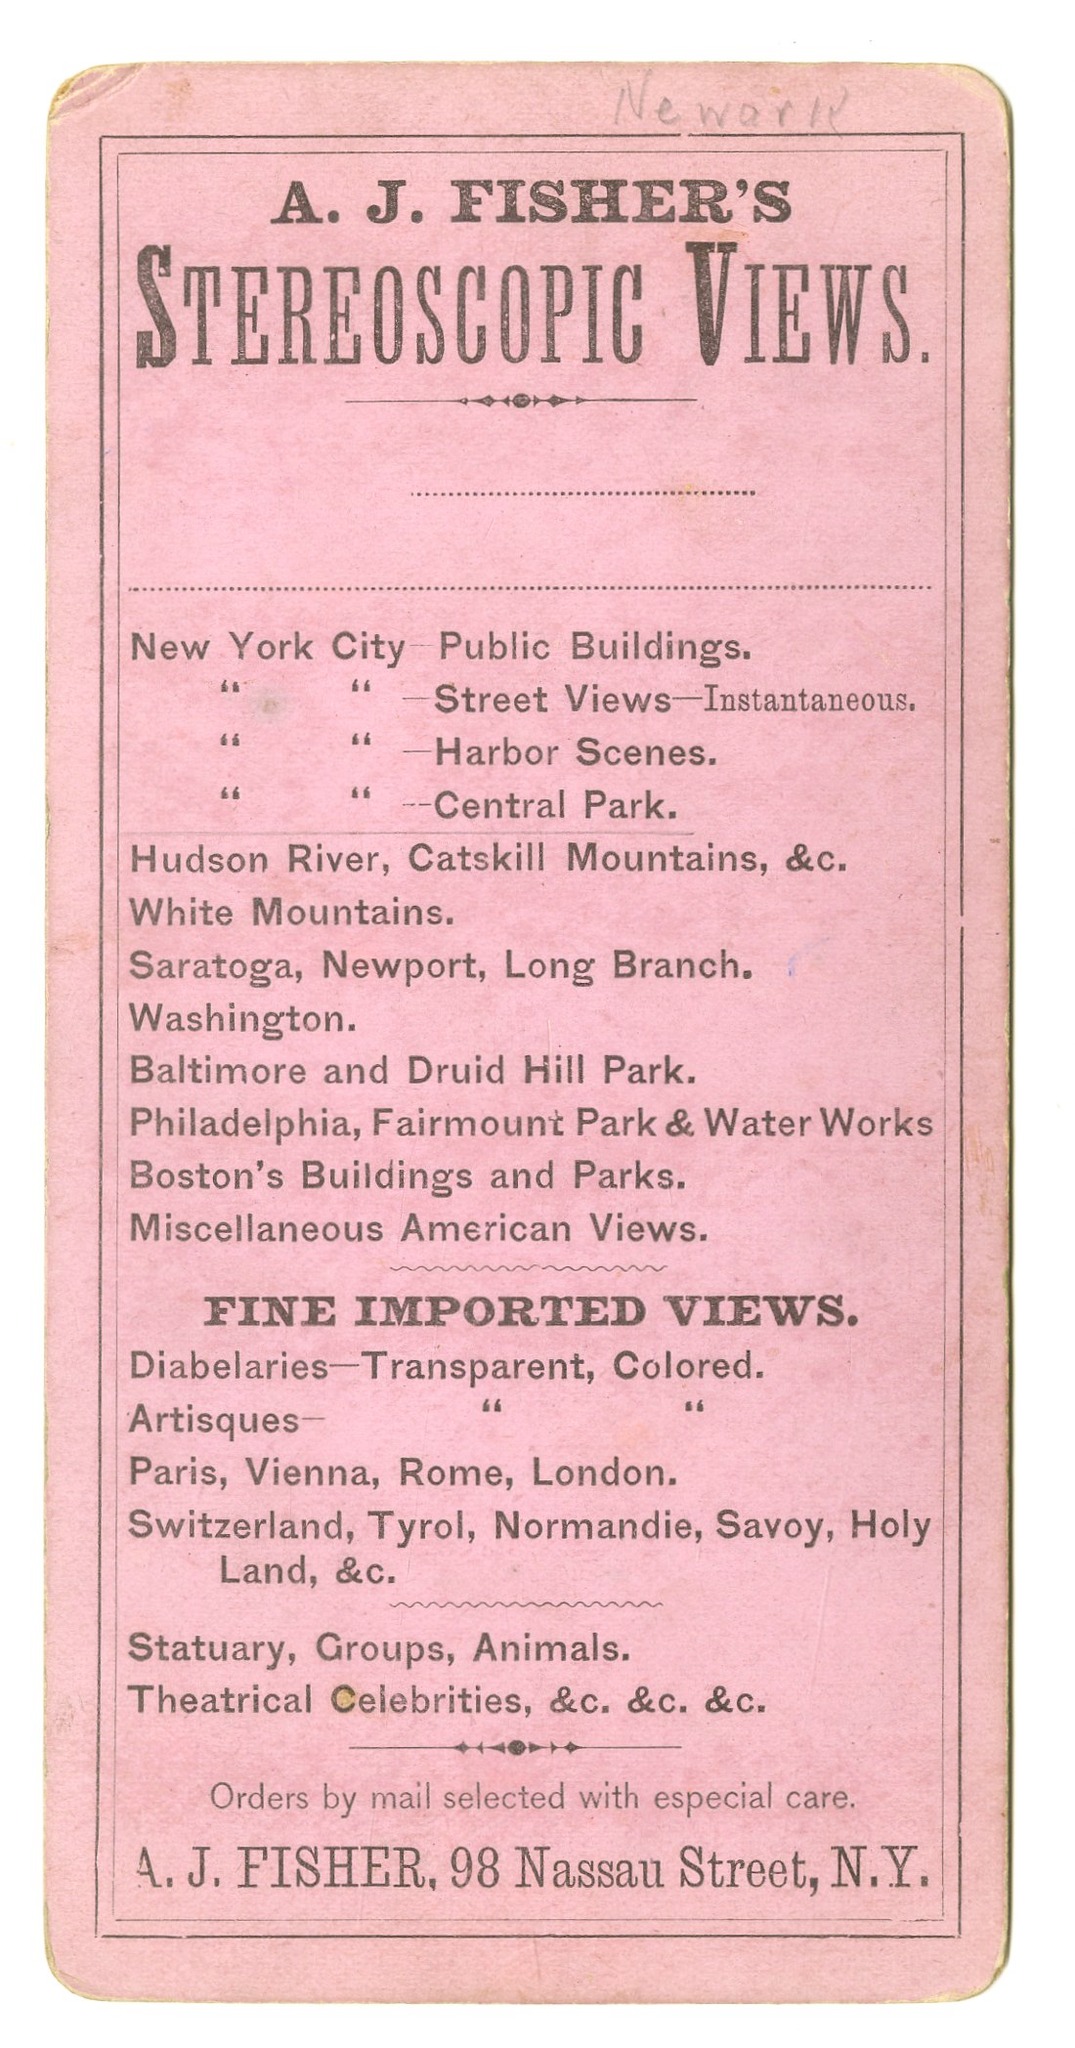 Newark
A. J. FISHER'S
STEREOSCOPIC VIEWS.
New York City—Public Buildings.
“ “ —Street Views—Instantaneous.
“ “ —Harbor Scenes.
“ “ —Central Park.
Hudson River, Catskill Mountains, &c.
White Mountains.
Saratoga, Newport, Long Branch.
Washington.
Baltimore and Druid Hill Park.
Philadelphia, Fairmount Park & Water Works
Boston's Buildings and Parks.
Miscellaneous American Views.
FINE IMPORTED VIEWS.
Diabelaries—Transparent, Colored.
Artisques— “ “
Paris, Vienna, Rome, London.
Switzerland, Tyrol, Normandie, Savoy, Holy
Land, &c.
Statuary, Groups, Animals.
Theatrical Celebrities, &c. &c. &c.
Orders by mail selected with especial care.
A. J. FISHER, 98 Nassau Street, N.Y.